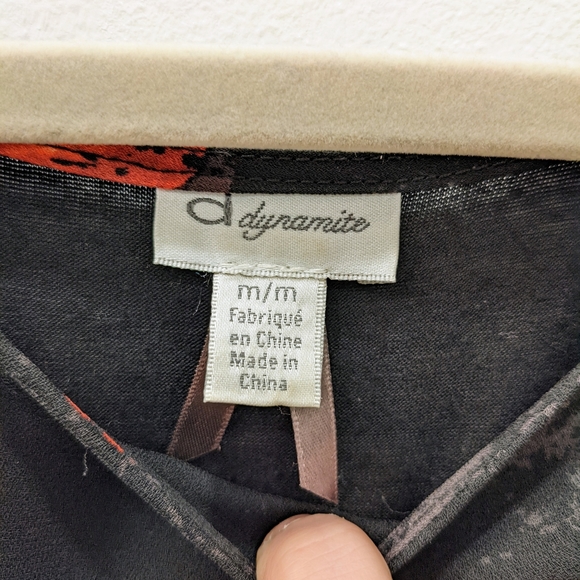 d dynamite
m/m
Fabriqué
en Chine
Made in
China